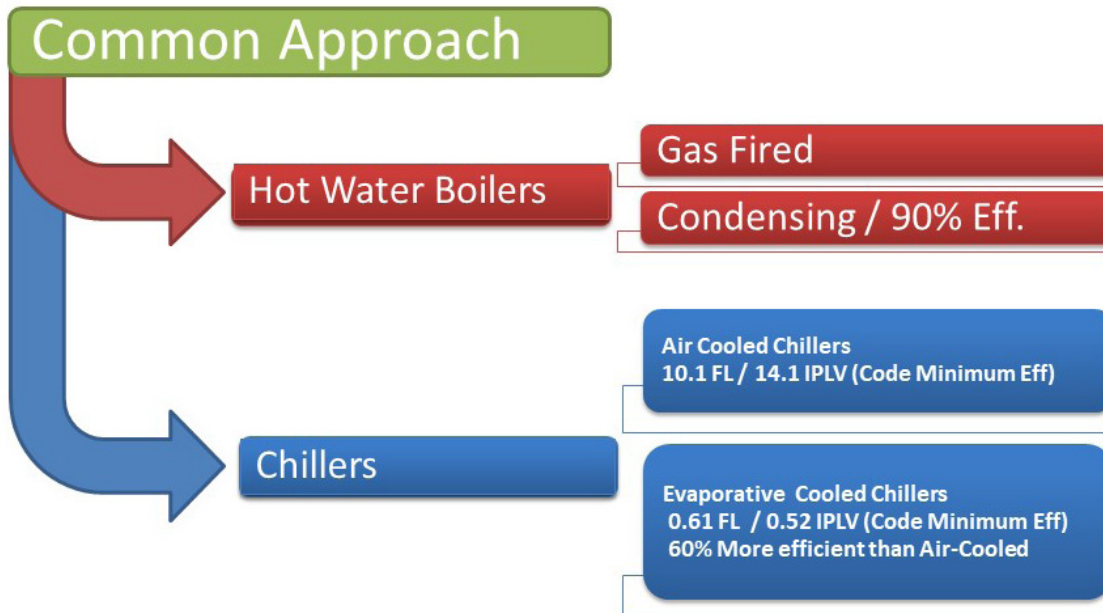 Common Approach
Hot Water Boilers
Gas Fired
Condensing / 90% Eff.
Chillers
Air Cooled Chillers
10.1 FL / 14.1 IPLV (Code Minimum Eff)
Evaporative Cooled Chillers
0.61 FL / 0.52 IPLV (Code Minimum Eff)
60% More efficient than Air-Cooled